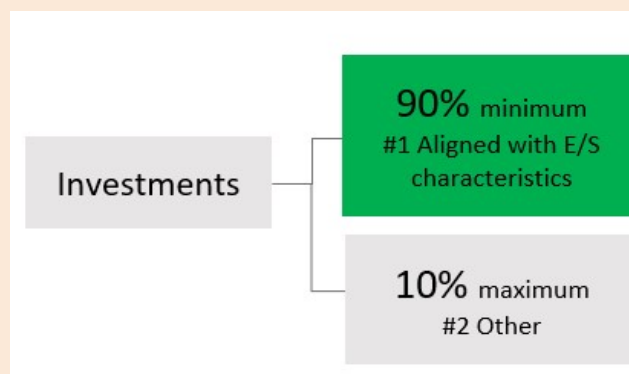 Investments
90% minimum
#1 Aligned with E/S
characteristics
10% maximum
#2 Other